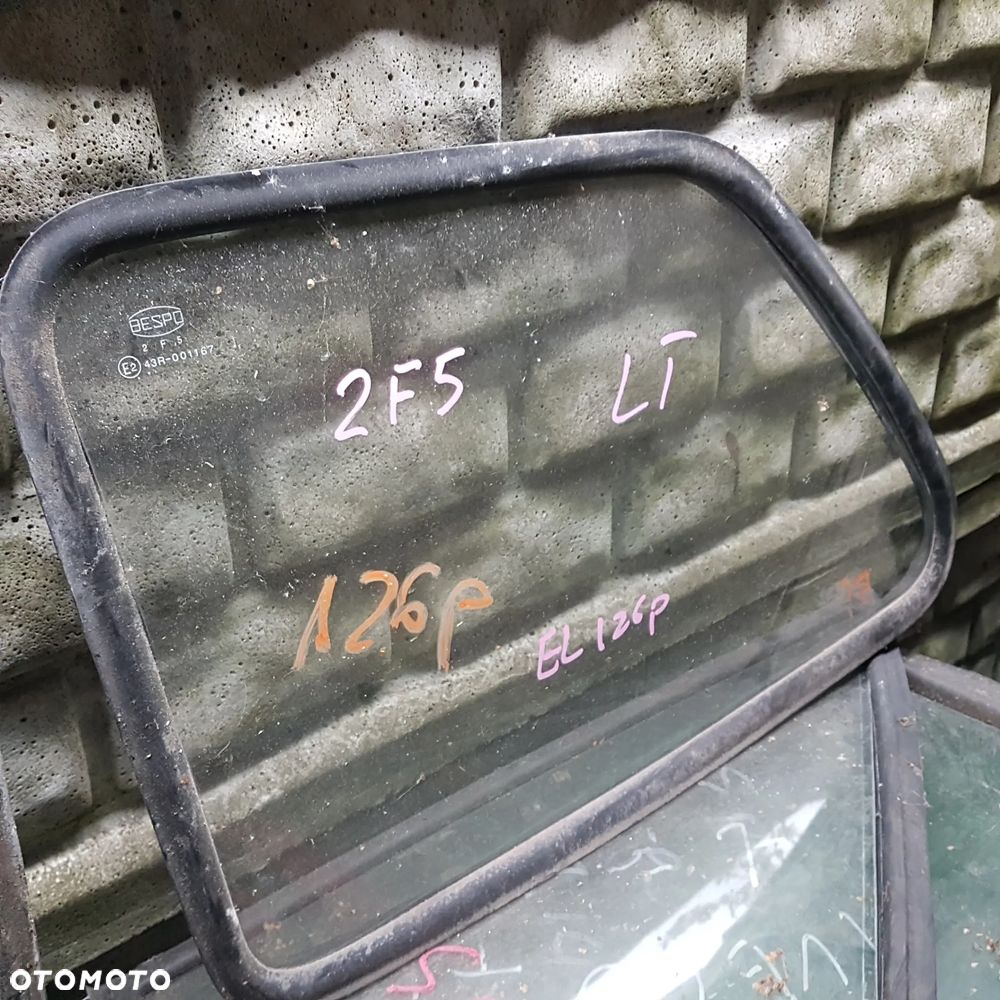 BESPO
2 F 5
E2 43R-001167
2F5 LT
126p
EL 126P
OTOMOTO